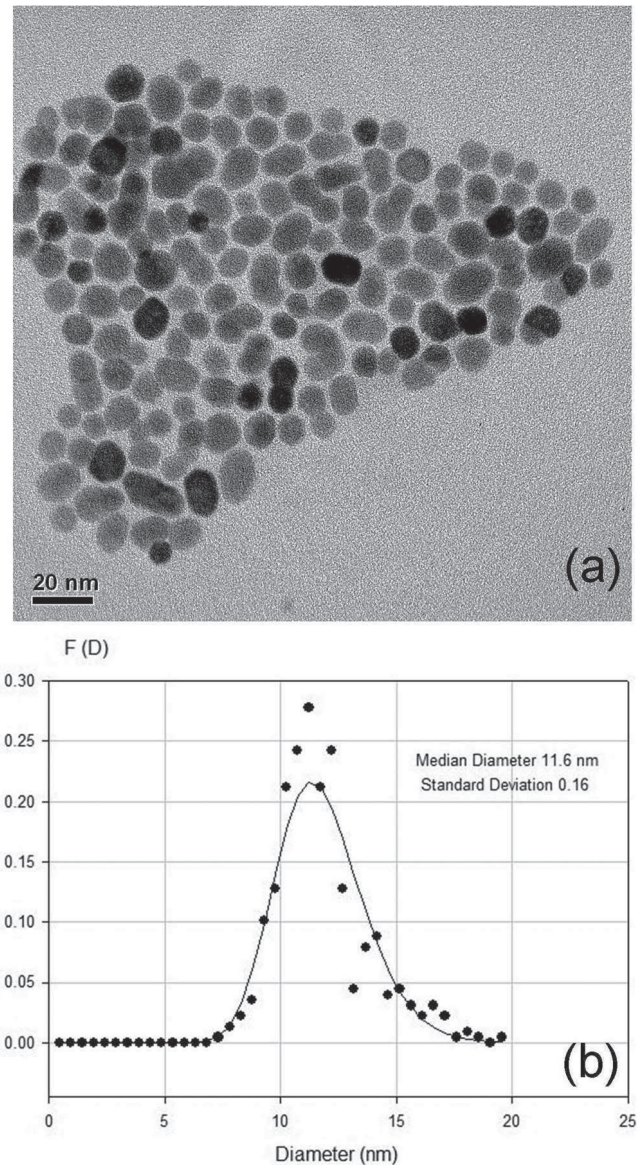 (a)
20 nm
F (D)
0.30
0.25
Median Diameter 11.6 nm
Standard Deviation 0.16
0.20
0.15
0.10
0.05
0.00
(b)
0 5 10 15 20 25
Diameter (nm)